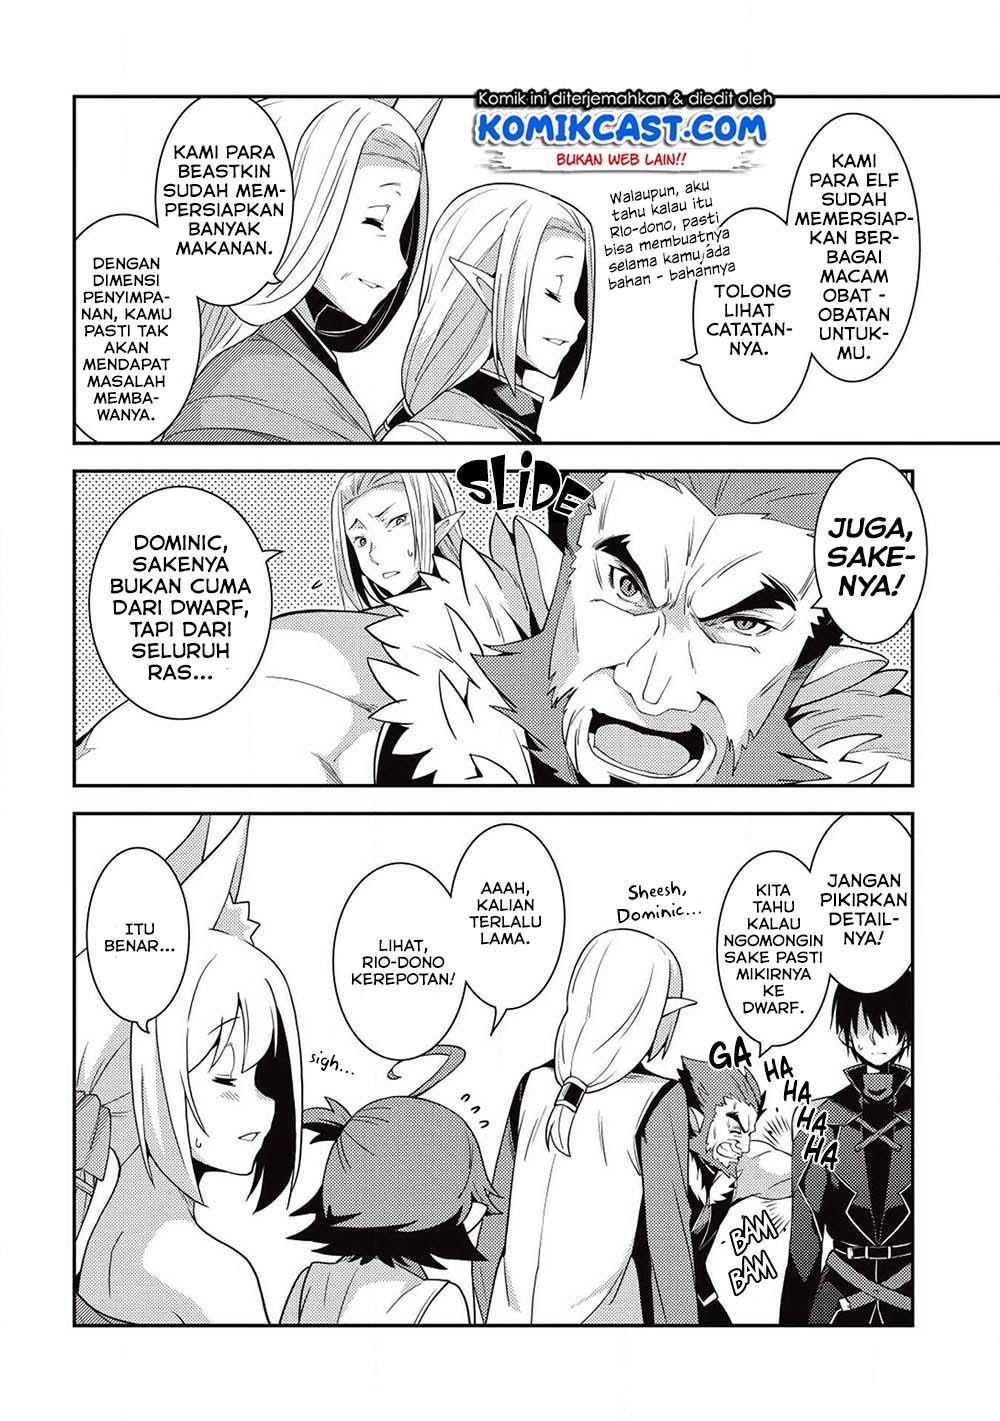 Komik ini diterjemahkan & diedit oleh
KOMIKCAST.COM
BUKAN WEB LAIN!!
KAMI
PARA ELF
SUDAH
MEMERSIAP-
KAN BER-
BAGAI
MACAM
OBAT -
OBATAN
UNTUK-
MU.
TOLONG
LIHAT
CATATAN-
NYA.
Walaupun, aku
tahu kalau itu
RIo-dono, pasti
bisa membuatnya
selama kamu,ada
bahan - bahannya
KAMI PARA
BEASTKIN
SUDAH MEM-
PERSIAPKAN
BANYAK
MAKANAN.
DENGAN
DIMENSI
PENYIMPA-
NAN, KAMU
PASTI TAK
AKAN
MENDAPAT
MASALAH
MEMBA-
WANYA.
SLIDE
JUGA,
SAKE-
NYA!
DOMINIC,
SAKENYA
BUKAN CUMA
DARI DWARF,
TAPI DARI
SELURUH
RAS...
JANGAN
PIKIRKAN
DETAIL-
NYA!
KITA
TAHU
KALAU
NGOMONGIN
SAKE PASTI
MIKIRNYA
KE
DWARF.
GA
HA
HA
HA
HA
BAM
BAM
Sheesh,
Dominic...
AAAH,
KALIAN
TERLALU
LAMA.
LIHAT,
RIO-DONO
KEREPOTAN!
sigh...
ITU
BENAR...